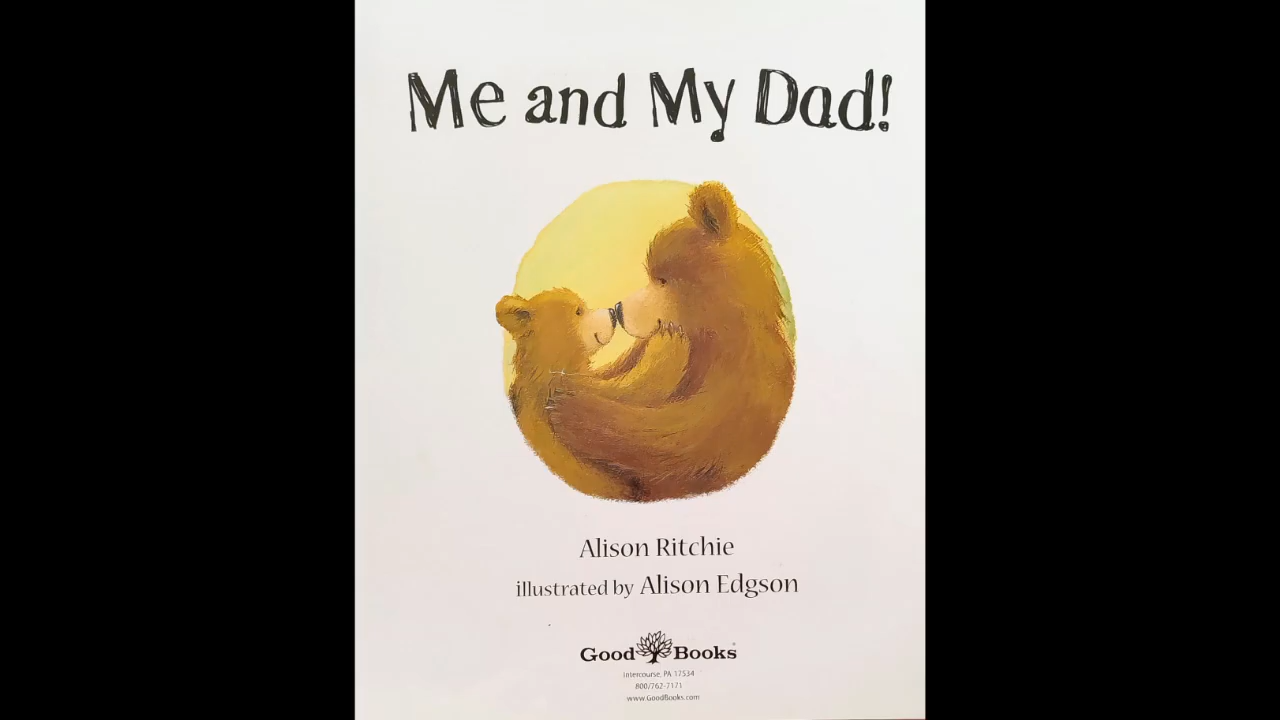 Me and My Dad!
Alison Ritchie
illustrated by Alison Edgson
Good Books
Intercourse, PA 17534
800/762-7171
www.GoodBooks.com